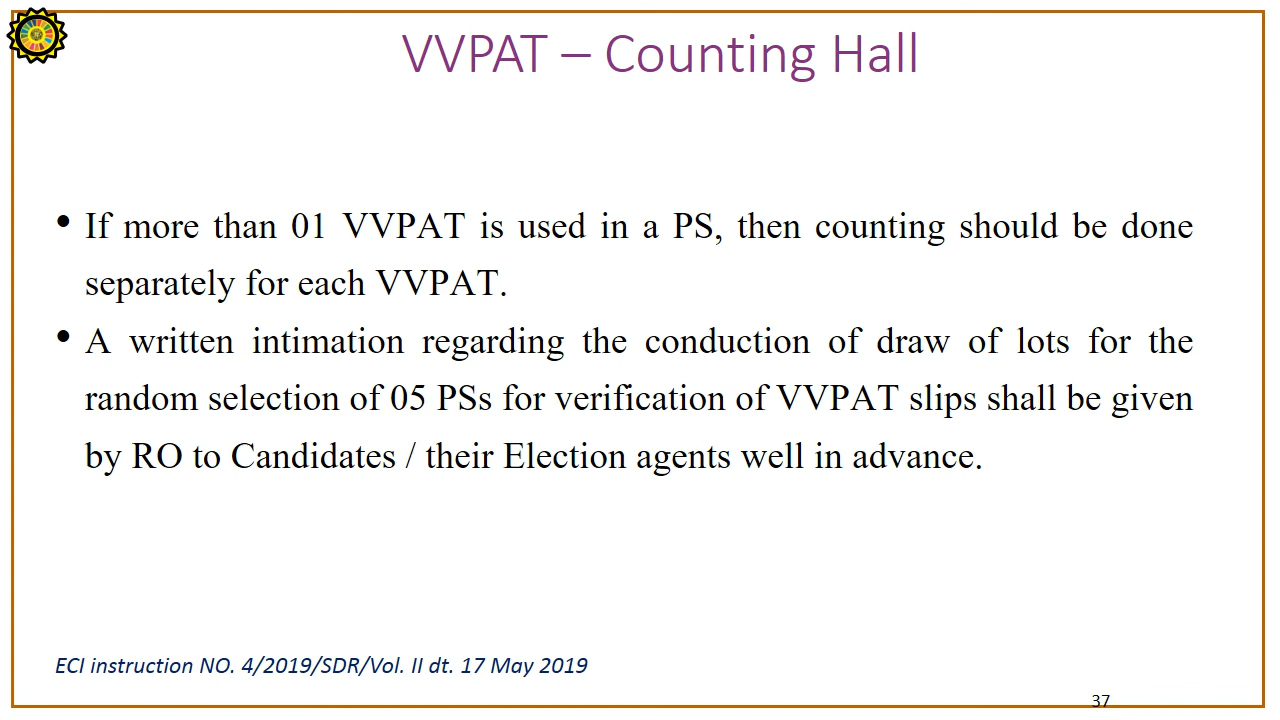 VVPAT – Counting Hall
• If more than 01 VVPAT is used in a PS, then counting should be done
separately for each VVPAT.
• A written intimation regarding the conduction of draw of lots for the
random selection of 05 PSs for verification of VVPAT slips shall be given
by RO to Candidates / their Election agents well in advance.
ECI instruction NO. 4/2019/SDR/Vol. II dt. 17 May 2019
37